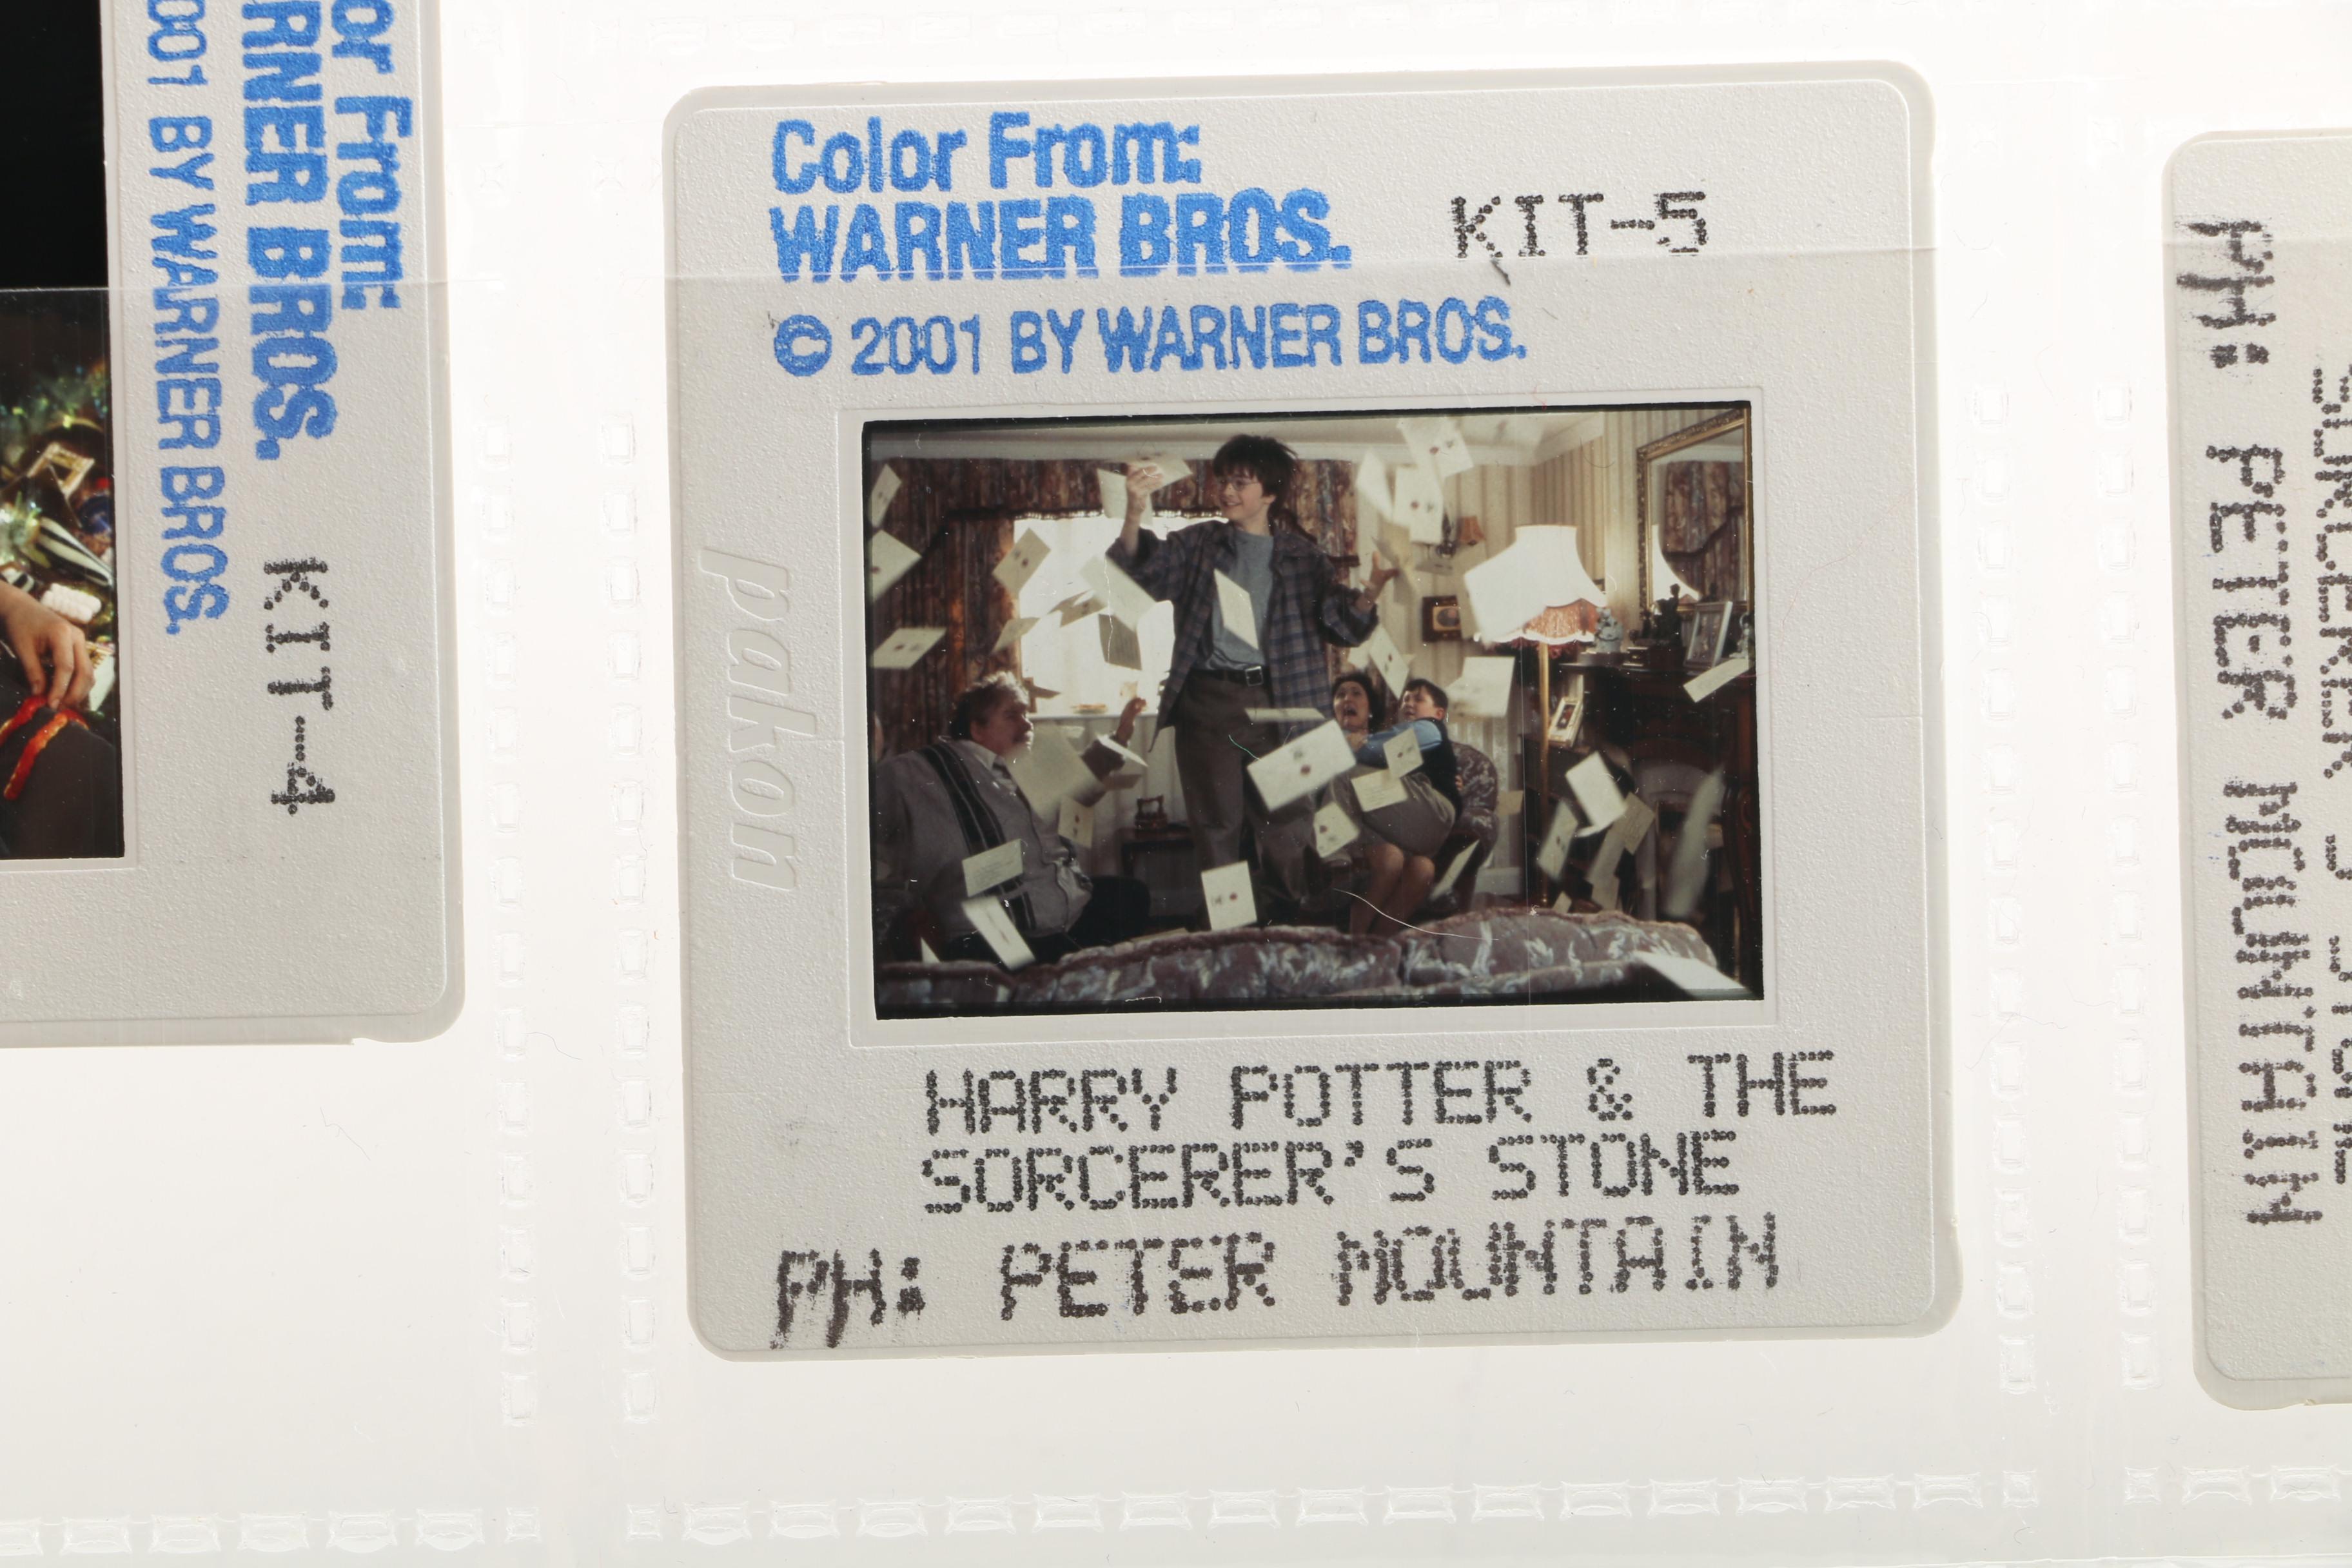 or From:
RNER BROS.
001 BY WARNER BROS.
KIT-4
Color From:
WARNER BROS.
KIT-5
© 2001 BY WARNER BROS.
pakon
HARRY POTTER & THE
SORCERER'S STONE
PH: PETER MOUNTAIN
PH: PETER MOUNTAIN